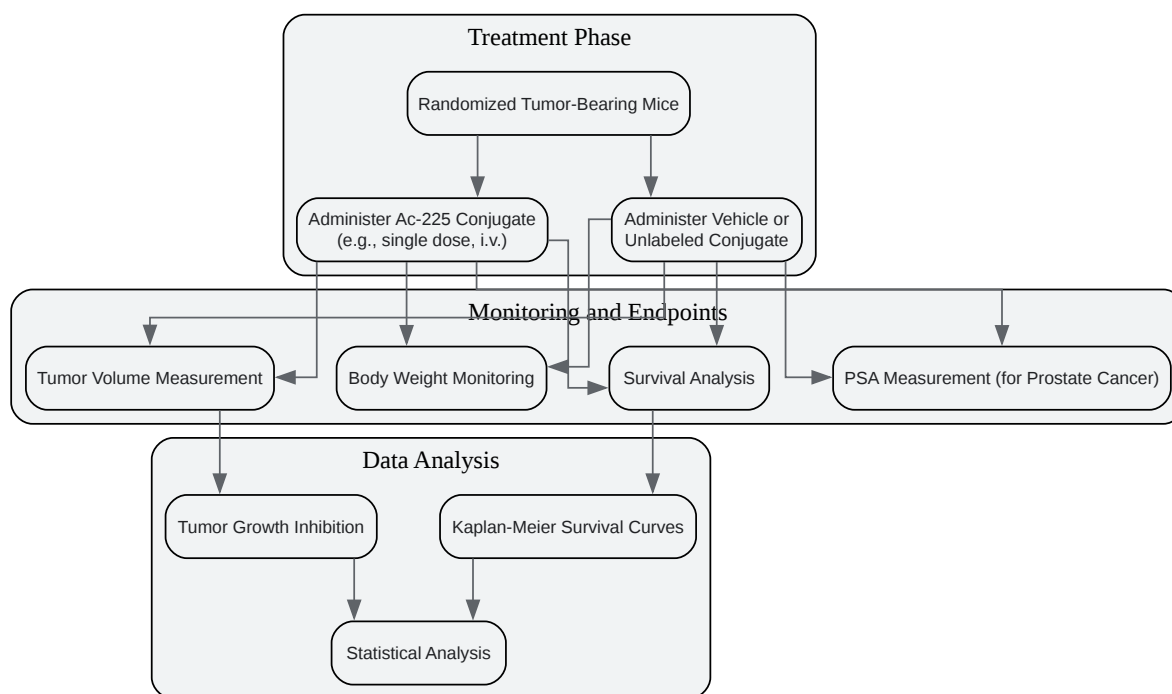 Treatment Phase
Randomized Tumor-Bearing Mice
Administer Ac-225 Conjugate
(e.g., single dose, i.v.)
Administer Vehicle or
Unlabeled Conjugate
Monitoring and Endpoints
Tumor Volume Measurement
Body Weight Monitoring
Survival Analysis
PSA Measurement (for Prostate Cancer)
Data Analysis
Tumor Growth Inhibition
Kaplan-Meier Survival Curves
Statistical Analysis